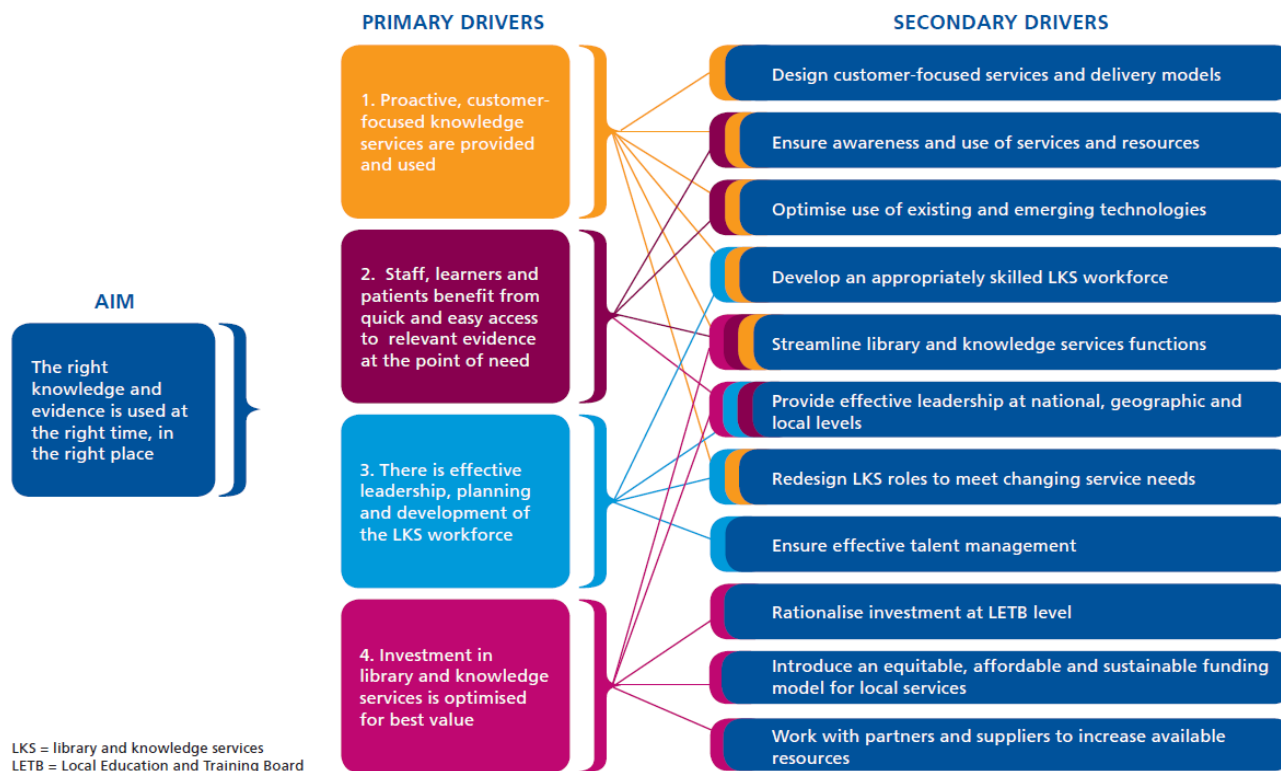 PRIMARY DRIVERS
SECONDARY DRIVERS
AIM
The right
knowledge and
evidence is used at
the right time, in
the right place
1. Proactive, customer-
focused knowledge
services are provided
and used
2. Staff, learners and
patients benefit from
quick and easy access
to relevant evidence
at the point of need
3. There is effective
leadership, planning
and development of
the LKS workforce
4. Investment in
library and knowledge
services is optimised
for best value
Design customer-focused services and delivery models
Ensure awareness and use of services and resources
Optimise use of existing and emerging technologies
Develop an appropriately skilled LKS workforce
Streamline library and knowledge services functions
Provide effective leadership at national, geographic and
local levels
Redesign LKS roles to meet changing service needs
Ensure effective talent management
Rationalise investment at LETB level
Introduce an equitable, affordable and sustainable funding
model for local services
Work with partners and suppliers to increase available
resources
LKS = library and knowledge services
LETB = Local Education and Training Board